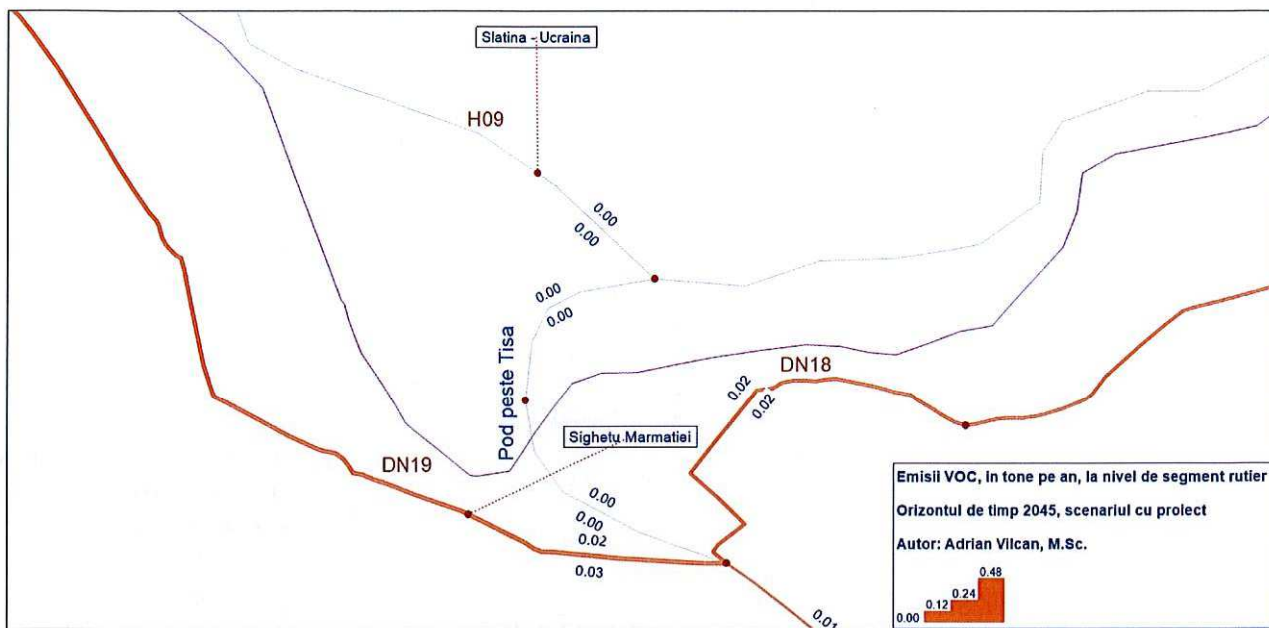 Slatina - Ucraina
H09
0.00
0.00
0.00
0.00
Pod peste Tisa
DN18
0.02
0.02
Sighetu Marmatiei
DN19
0.00
0.00
0.02
0.03
0.01
Emisii VOC, in tone pe an, la nivel de segment rutier
Orizontul de timp 2045, scenariul cu proiect
Autor: Adrian Vilcan, M.Sc.
0.00 0.12 0.24 0.48